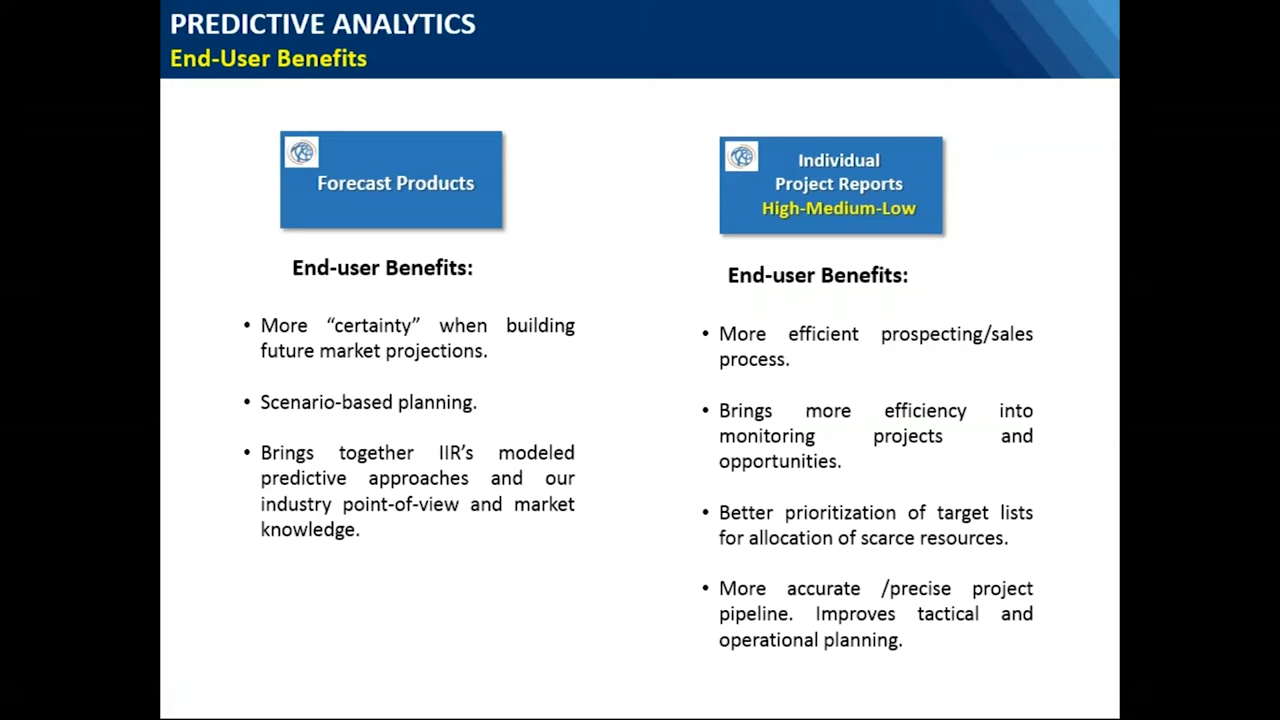 PREDICTIVE ANALYTICS
End-User Benefits
Forecast Products
End-user Benefits:
• More “certainty” when building
future market projections.
• Scenario-based planning.
• Brings together IIR’s modeled
predictive approaches and our
industry point-of-view and market
knowledge.
Individual
Project Reports
High-Medium-Low
End-user Benefits:
• More efficient prospecting/sales
process.
• Brings more efficiency into
monitoring projects and
opportunities.
• Better prioritization of target lists
for allocation of scarce resources.
• More accurate /precise project
pipeline. Improves tactical and
operational planning.